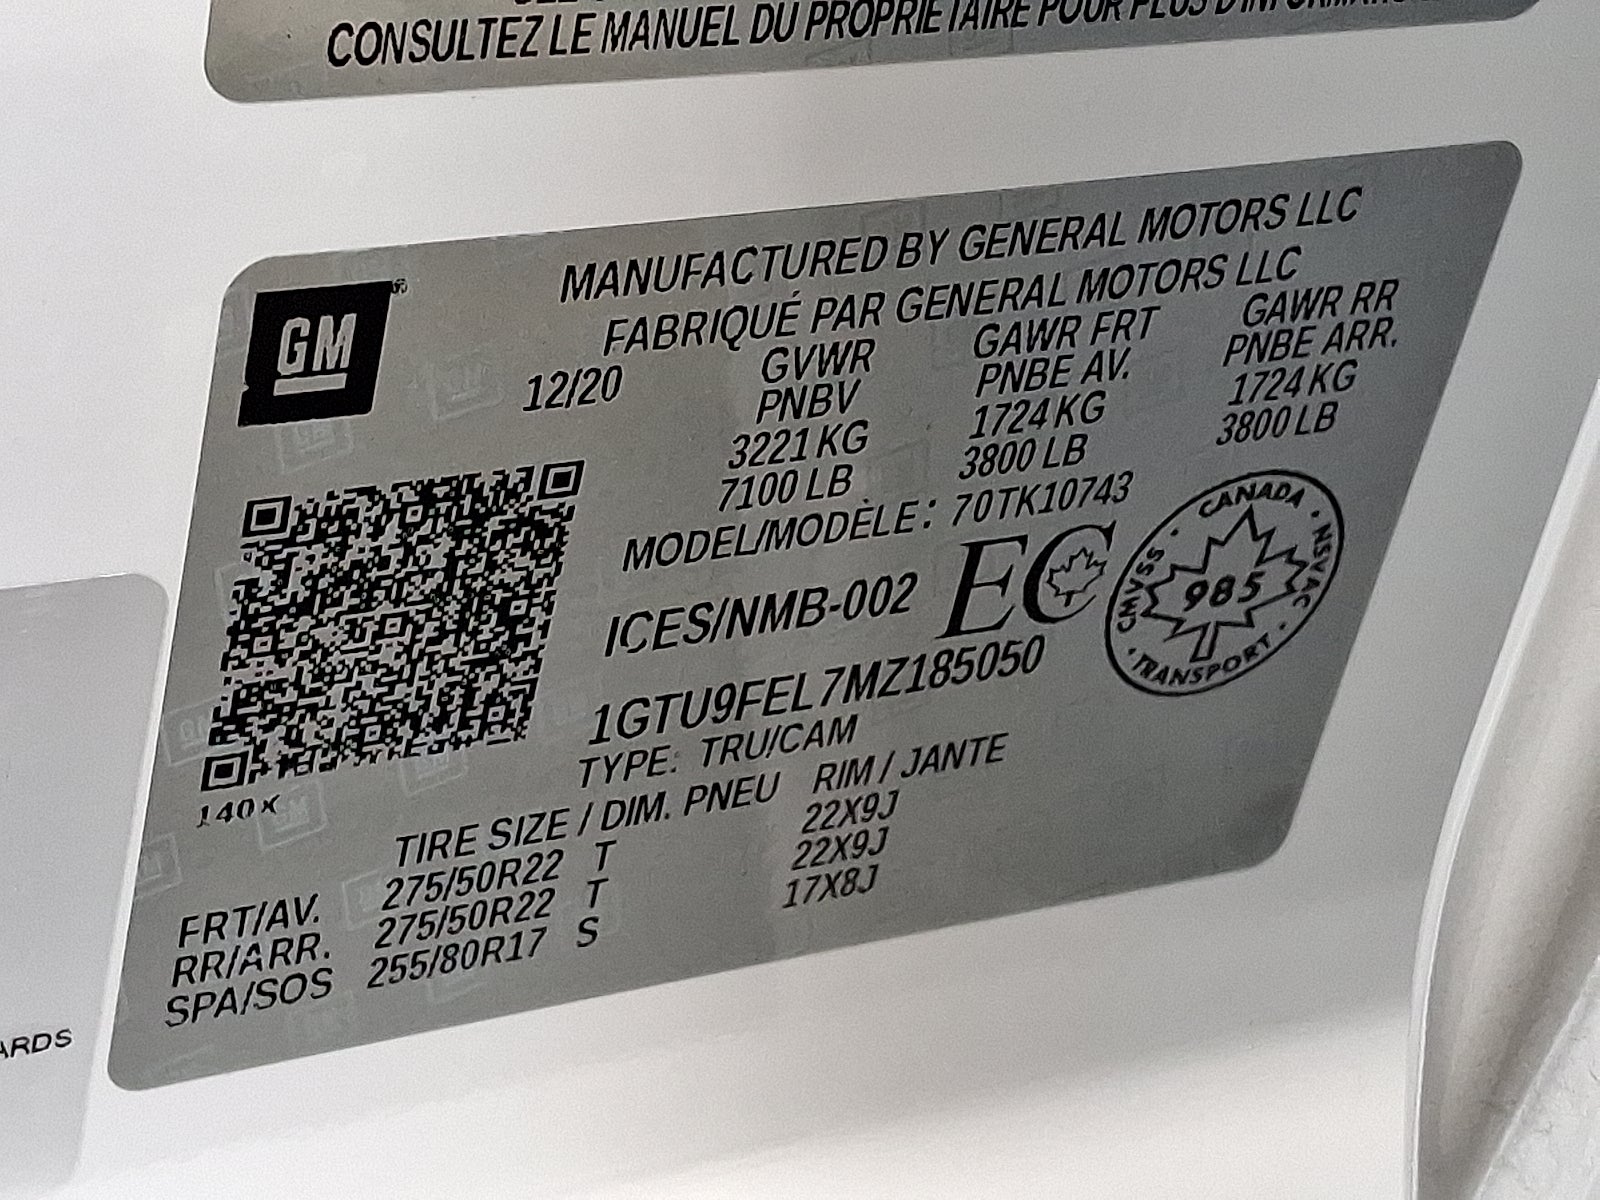 CONSULTEZ LE MANUEL DU PROPRIÉTAIRE POUR PLUS
GM
MANUFACTURED BY GENERAL MOTORS LLC
FABRIQUÉ PAR GENERAL MOTORS LLC
12/20 GVWR GAWR FRT GAWR RR
PNBV PNBE AV. PNBE ARR.
3221 KG 1724 KG 1724 KG
7100 LB 3800 LB 3800 LB
MODEL/MODÈLE: 70TK10743
ICES/NMB-002 EC
CANADA · NSVAC · TRANSPORT · CMVSS ·
985
1GTU9FEL7MZ185050
TYPE: TRU/CAM
140X
TIRE SIZE / DIM. PNEU RIM / JANTE
FRT/AV. 275/50R22 T 22X9J
RR/ARR. 275/50R22 T 22X9J
SPA/SOS 255/80R17 S 17X8J
ARDS